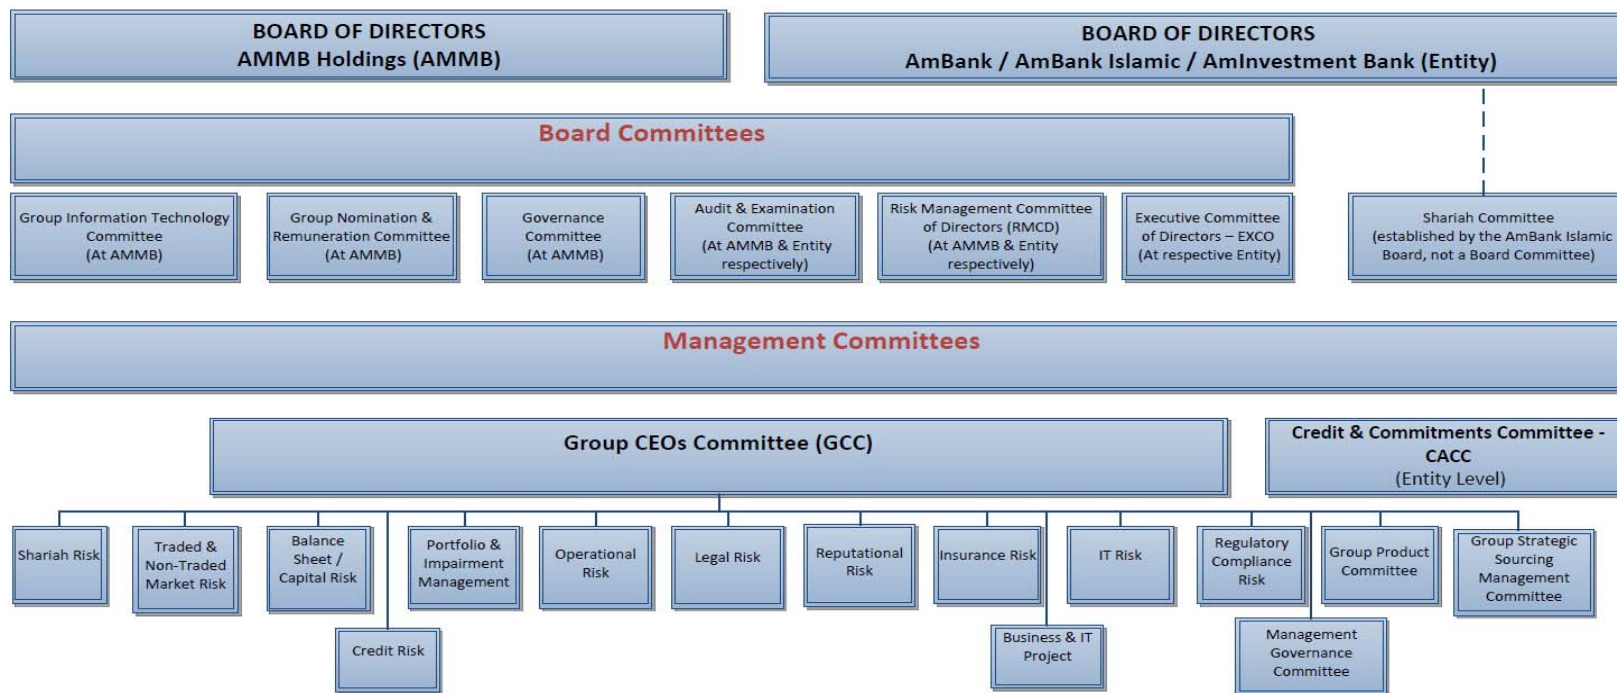 BOARD OF DIRECTORS
AMMB Holdings (AMMB)
BOARD OF DIRECTORS
AmBank / AmBank Islamic / AmInvestment Bank (Entity)
Board Committees
Group Information Technology
Committee
(At AMMB)
Group Nomination &
Remuneration Committee
(At AMMB)
Governance
Committee
(At AMMB)
Audit & Examination
Committee
(At AMMB & Entity
respectively)
Risk Management Committee
of Directors (RMCD)
(At AMMB & Entity
respectively)
Executive Committee
of Directors – EXCO
(At respective Entity)
Shariah Committee
(established by the AmBank Islamic
Board, not a Board Committee)
Management Committees
Group CEOs Committee (GCC)
Credit & Commitments Committee -
CACC
(Entity Level)
Shariah Risk
Traded &
Non-Traded
Market Risk
Balance
Sheet /
Capital Risk
Portfolio &
Impairment
Management
Operational
Risk
Legal Risk
Reputational
Risk
Insurance Risk
IT Risk
Regulatory
Compliance
Risk
Group Product
Committee
Group Strategic
Sourcing
Management
Committee
Credit Risk
Business & IT
Project
Management
Governance
Committee